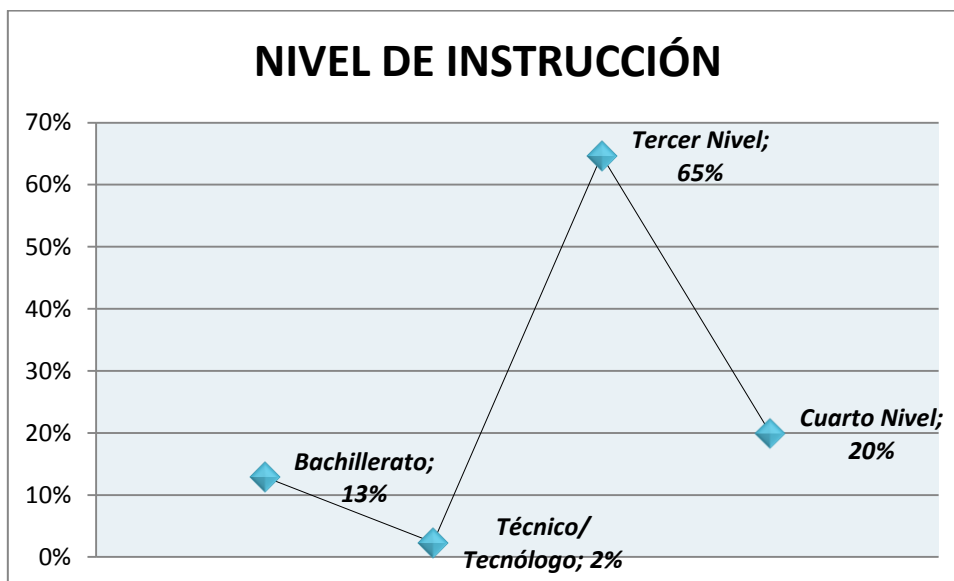 NIVEL DE INSTRUCCIÓN
70%
60%
50%
40%
30%
20%
10%
0%
Tercer Nivel;
65%
Cuarto Nivel;
20%
Bachillerato;
13%
Técnico/
Tecnólogo; 2%